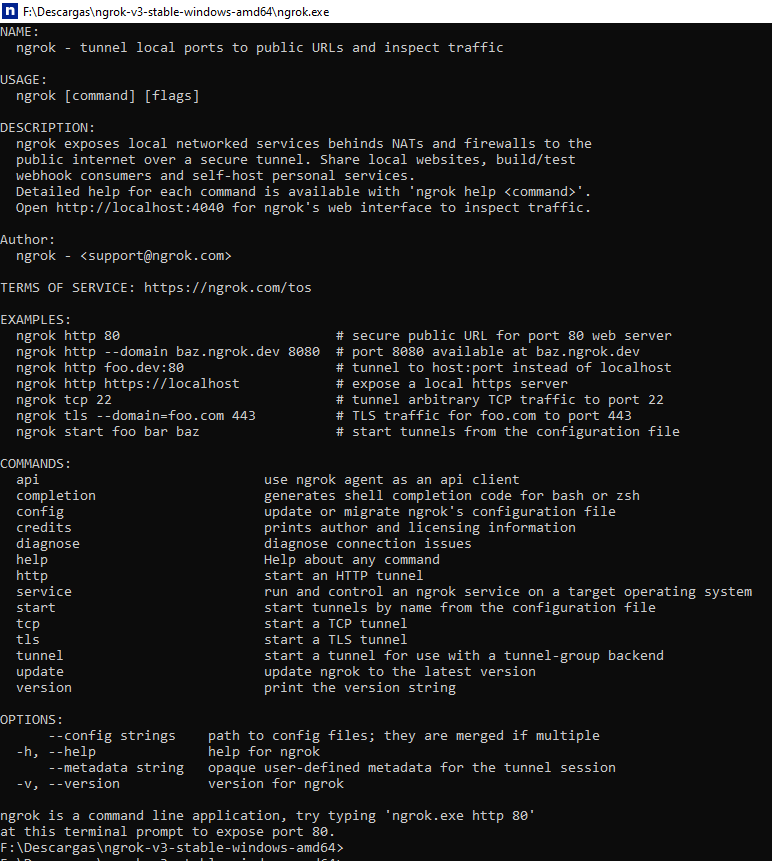 n F:\Descargas\ngrok-v3-stable-windows-amd64\ngrok.exe
NAME:
  ngrok - tunnel local ports to public URLs and inspect traffic

USAGE:
  ngrok [command] [flags]

DESCRIPTION:
  ngrok exposes local networked services behinds NATs and firewalls to the
  public internet over a secure tunnel. Share local websites, build/test
  webhook consumers and self-host personal services.
  Detailed help for each command is available with 'ngrok help <command>'.
  Open http://localhost:4040 for ngrok's web interface to inspect traffic.

Author:
  ngrok - <support@ngrok.com>

TERMS OF SERVICE: https://ngrok.com/tos

EXAMPLES:
  ngrok http 80                           # secure public URL for port 80 web server
  ngrok http --domain baz.ngrok.dev 8080  # port 8080 available at baz.ngrok.dev
  ngrok http foo.dev:80                   # tunnel to host:port instead of localhost
  ngrok http https://localhost            # expose a local https server
  ngrok tcp 22                            # tunnel arbitrary TCP traffic to port 22
  ngrok tls --domain=foo.com 443          # TLS traffic for foo.com to port 443
  ngrok start foo bar baz                 # start tunnels from the configuration file

COMMANDS:
  api                            use ngrok agent as an api client
  completion                     generates shell completion code for bash or zsh
  config                         update or migrate ngrok's configuration file
  credits                        prints author and licensing information
  diagnose                       diagnose connection issues
  help                           Help about any command
  http                           start an HTTP tunnel
  service                        run and control an ngrok service on a target operating system
  start                          start tunnels by name from the configuration file
  tcp                            start a TCP tunnel
  tls                            start a TLS tunnel
  tunnel                         start a tunnel for use with a tunnel-group backend
  update                         update ngrok to the latest version
  version                        print the version string

OPTIONS:
      --config strings    path to config files; they are merged if multiple
  -h, --help              help for ngrok
      --metadata string   opaque user-defined metadata for the tunnel session
  -v, --version           version for ngrok

ngrok is a command line application, try typing 'ngrok.exe http 80'
at this terminal prompt to expose port 80.
F:\Descargas\ngrok-v3-stable-windows-amd64>